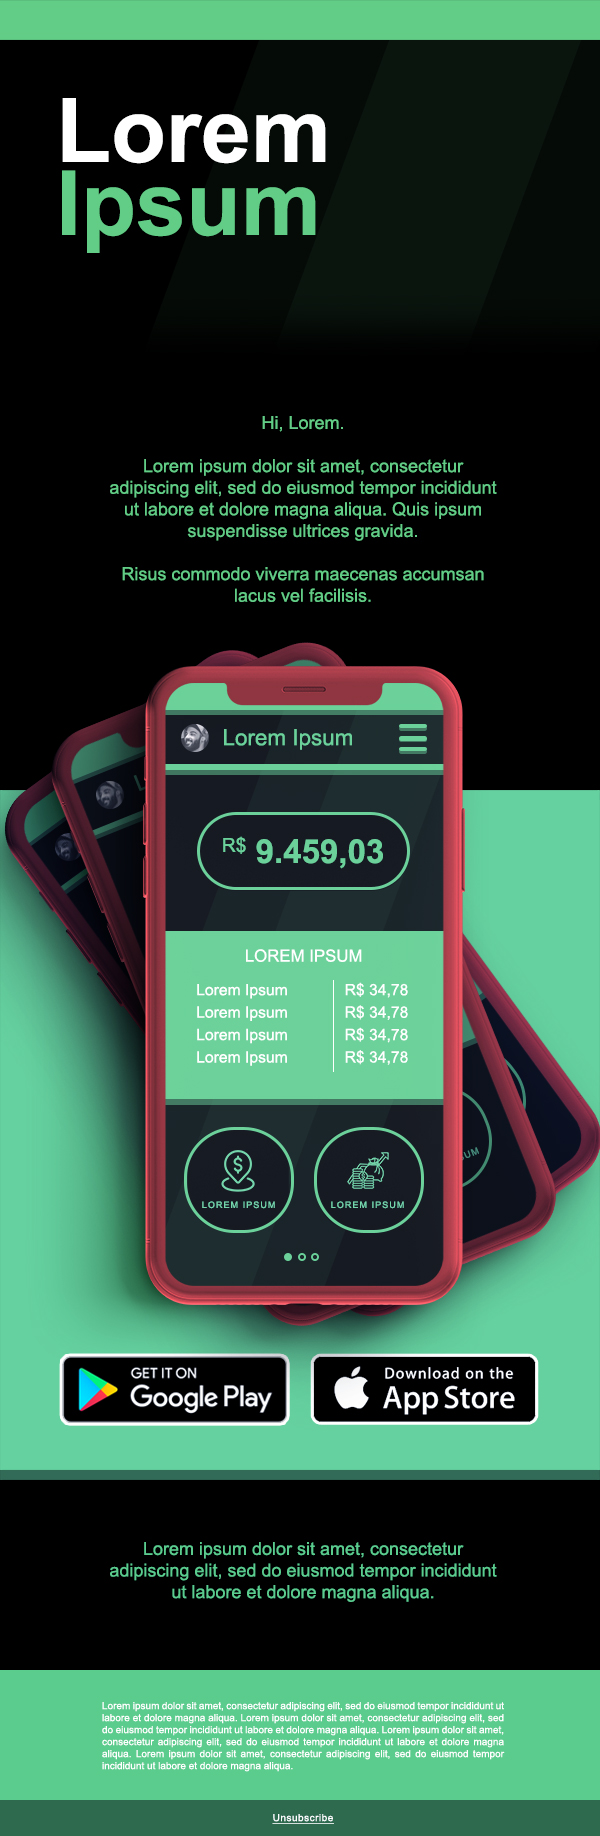 Lorem
Ipsum
Hi, Lorem.
Lorem ipsum dolor sit amet, consectetur
adipiscing elit, sed do eiusmod tempor incididunt
ut labore et dolore magna aliqua. Quis ipsum
suspendisse ultrices gravida.
Risus commodo viverra maecenas accumsan
lacus vel facilisis.
Lorem Ipsum
R$ 9.459,03
LOREM IPSUM
Lorem Ipsum R$ 34,78
Lorem Ipsum R$ 34,78
Lorem Ipsum R$ 34,78
Lorem Ipsum R$ 34,78
LOREM IPSUM
LOREM IPSUM
GET IT ON
Google Play
Download on the
App Store
Lorem ipsum dolor sit amet, consectetur
adipiscing elit, sed do eiusmod tempor incididunt
ut labore et dolore magna aliqua.
Lorem ipsum dolor sit amet, consectetur adipiscing elit, sed do eiusmod tempor incididunt ut
labore et dolore magna aliqua. Lorem ipsum dolor sit amet, consectetur adipiscing elit, sed
do eiusmod tempor incididunt ut labore et dolore magna aliqua. Lorem ipsum dolor sit amet,
consectetur adipiscing elit, sed do eiusmod tempor incididunt ut labore et dolore magna
aliqua. Lorem ipsum dolor sit amet, consectetur adipiscing elit, sed do eiusmod tempor
incididunt ut labore et dolore magna aliqua.
Unsubscribe